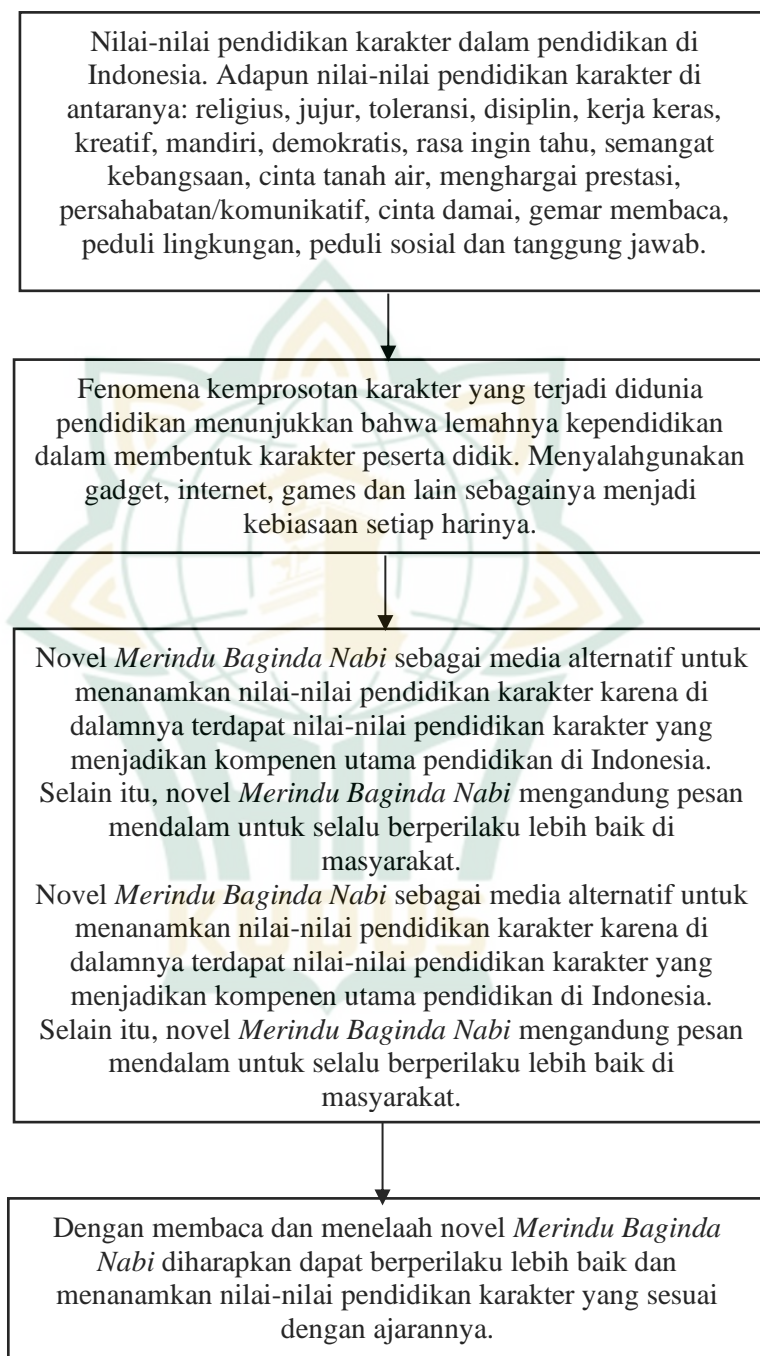 Nilai-nilai pendidikan karakter dalam pendidikan di
Indonesia. Adapun nilai-nilai pendidikan karakter di
antaranya: religius, jujur, toleransi, disiplin, kerja keras,
kreatif, mandiri, demokratis, rasa ingin tahu, semangat
kebangsaan, cinta tanah air, menghargai prestasi,
persahabatan/komunikatif, cinta damai, gemar membaca,
peduli lingkungan, peduli sosial dan tanggung jawab.
Fenomena kemprosotan karakter yang terjadi didunia
pendidikan menunjukkan bahwa lemahnya kependidikan
dalam membentuk karakter peserta didik. Menyalahgunakan
gadget, internet, games dan lain sebagainya menjadi
kebiasaan setiap harinya.
Novel Merindu Baginda Nabi sebagai media alternatif untuk
menanamkan nilai-nilai pendidikan karakter karena di
dalamnya terdapat nilai-nilai pendidikan karakter yang
menjadikan kompenen utama pendidikan di Indonesia.
Selain itu, novel Merindu Baginda Nabi mengandung pesan
mendalam untuk selalu berperilaku lebih baik di
masyarakat.
Novel Merindu Baginda Nabi sebagai media alternatif untuk
menanamkan nilai-nilai pendidikan karakter karena di
dalamnya terdapat nilai-nilai pendidikan karakter yang
menjadikan kompenen utama pendidikan di Indonesia.
Selain itu, novel Merindu Baginda Nabi mengandung pesan
mendalam untuk selalu berperilaku lebih baik di
masyarakat.
Dengan membaca dan menelaah novel Merindu Baginda
Nabi diharapkan dapat berperilaku lebih baik dan
menanamkan nilai-nilai pendidikan karakter yang sesuai
dengan ajarannya.
KUDUS